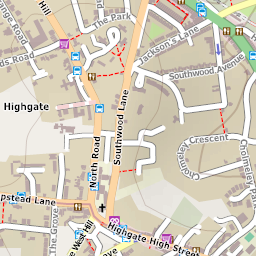 The Park
Hill
Jackson's Lane
ds Road
Southwood Avenue
Highgate
Southwood Lane
North Road
Cholmeley Crescent
Cholmeley Park
pstead Lane
The Grove
West Hill
Highgate High Street